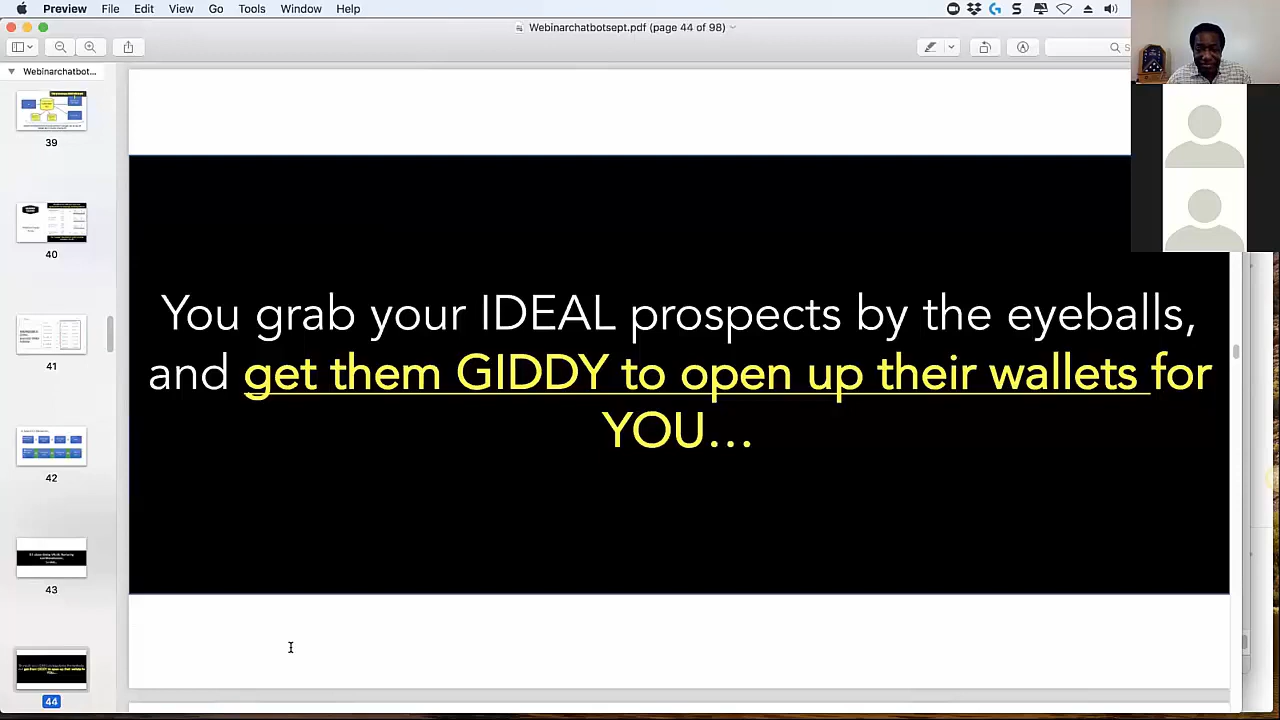 Preview File Edit View Go Tools Window Help
Webinarchatbotsept.pdf (page 44 of 98)
Webinarchatbot...
39
40
41
42
43
44
You grab your IDEAL prospects by the eyeballs,
and get them GIDDY to open up their wallets for
YOU...